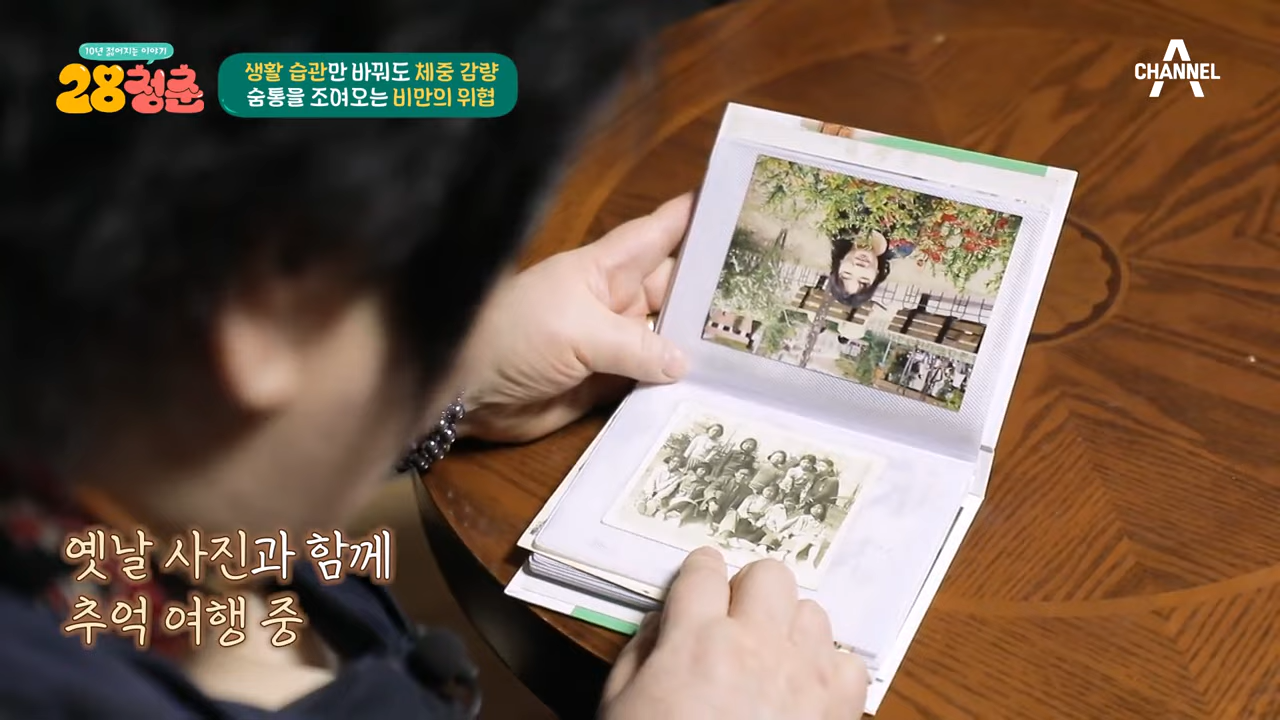 10년 젊어지는 이야기
28청춘
생활 습관만 바꿔도 체중 감량
숨통을 조여오는 비만의 위협
CHANNEL A
옛날 사진과 함께
추억 여행 중